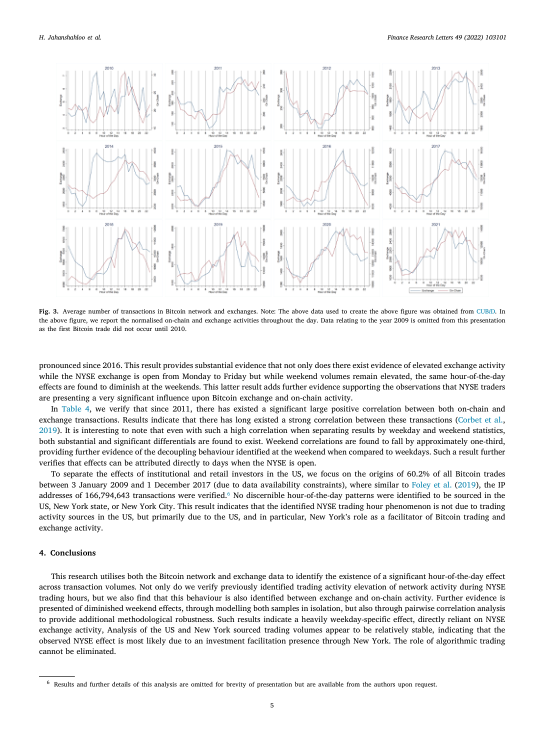 H. Jahanshahloo et al.
Finance Research Letters 49 (2022) 103101
2010
2011
2012
2013
2014
2015
2016
2017
2018
2019
2020
2021
Fig. 3. Average number of transactions in Bitcoin network and exchanges. Note: The above data used to create the above figure was obtained from CUBiD. In
the above figure, we report the normalised on-chain and exchange activities throughout the day. Data relating to the year 2009 is omitted from this presentation
as the first Bitcoin trade did not occur until 2010.
pronounced since 2016. This result provides substantial evidence that not only does there exist evidence of elevated exchange activity
while the NYSE exchange is open from Monday to Friday but while weekend volumes remain elevated, the same hour-of-the-day
effects are found to diminish at the weekends. This latter result adds further evidence supporting the observations that NYSE traders
are presenting a very significant influence upon Bitcoin exchange and on-chain activity.
In Table 4, we verify that since 2011, there has existed a significant large positive correlation between both on-chain and
exchange transactions. Results indicate that there has long existed a strong correlation between these transactions (Corbet et al.,
2019). It is interesting to note that even with such a high correlation when separating results by weekday and weekend statistics,
both substantial and significant differentials are found to exist. Weekend correlations are found to fall by approximately one-third,
providing further evidence of the decoupling behaviour identified at the weekend when compared to weekdays. Such a result further
verifies that effects can be attributed directly to days when the NYSE is open.
To separate the effects of institutional and retail investors in the US, we focus on the origins of 60.2% of all Bitcoin trades
between 3 January 2009 and 1 December 2017 (due to data availability constraints), where similar to Foley et al. (2019), the IP
addresses of 166,794,643 transactions were verified.6 No discernible hour-of-the-day patterns were identified to be sourced in the
US, New York state, or New York City. This result indicates that the identified NYSE trading hour phenomenon is not due to trading
activity sources in the US, but primarily due to the US, and in particular, New York's role as a facilitator of Bitcoin trading and
exchange activity.
4. Conclusions
This research utilises both the Bitcoin network and exchange data to identify the existence of a significant hour-of-the-day effect
across transaction volumes. Not only do we verify previously identified trading activity elevation of network activity during NYSE
trading hours, but we also find that this behaviour is also identified between exchange and on-chain activity. Further evidence is
presented of diminished weekend effects, through modelling both samples in isolation, but also through pairwise correlation analysis
to provide additional methodological robustness. Such results indicate a heavily weekday-specific effect, directly reliant on NYSE
exchange activity, Analysis of the US and New York sourced trading volumes appear to be relatively stable, indicating that the
observed NYSE effect is most likely due to an investment facilitation presence through New York. The role of algorithmic trading
cannot be eliminated.
6 Results and further details of this analysis are omitted for brevity of presentation but are available from the authors upon request.
5